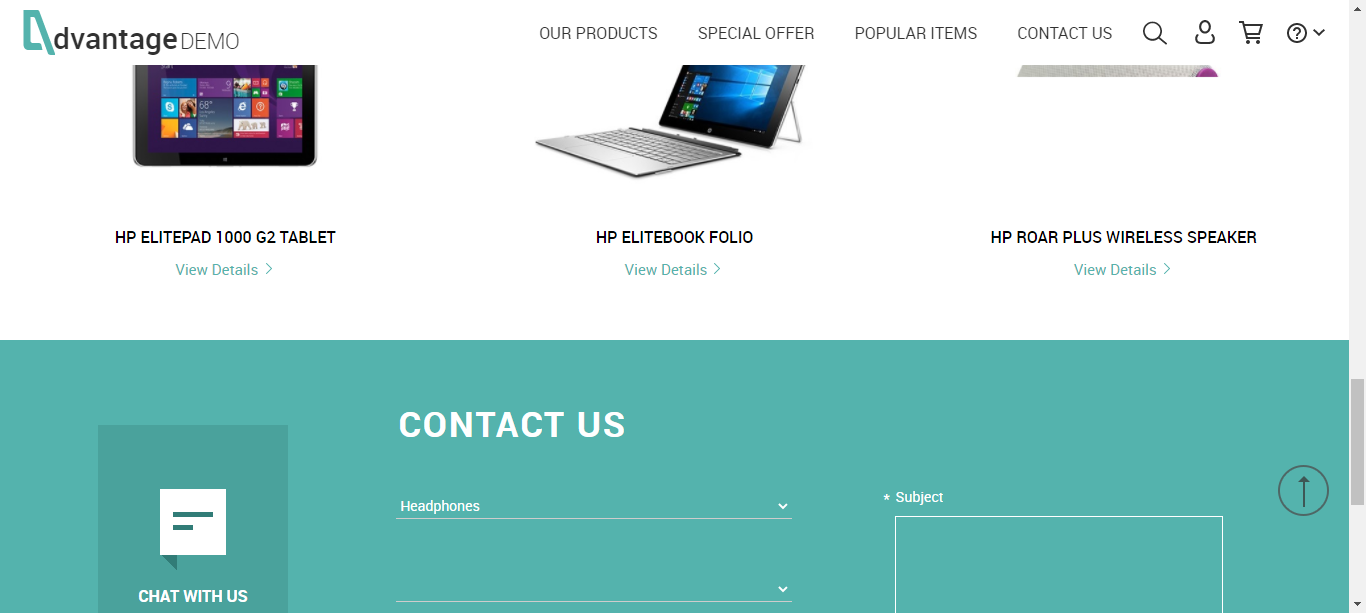 dvantage DEMO
OUR PRODUCTS
SPECIAL OFFER
POPULAR ITEMS
CONTACT US
68°
HP ELITEPAD 1000 G2 TABLET
HP ELITEBOOK FOLIO
HP ROAR PLUS WIRELESS SPEAKER
View Details
View Details
View Details
CONTACT US
Headphones
* Subject
CHAT WITH US